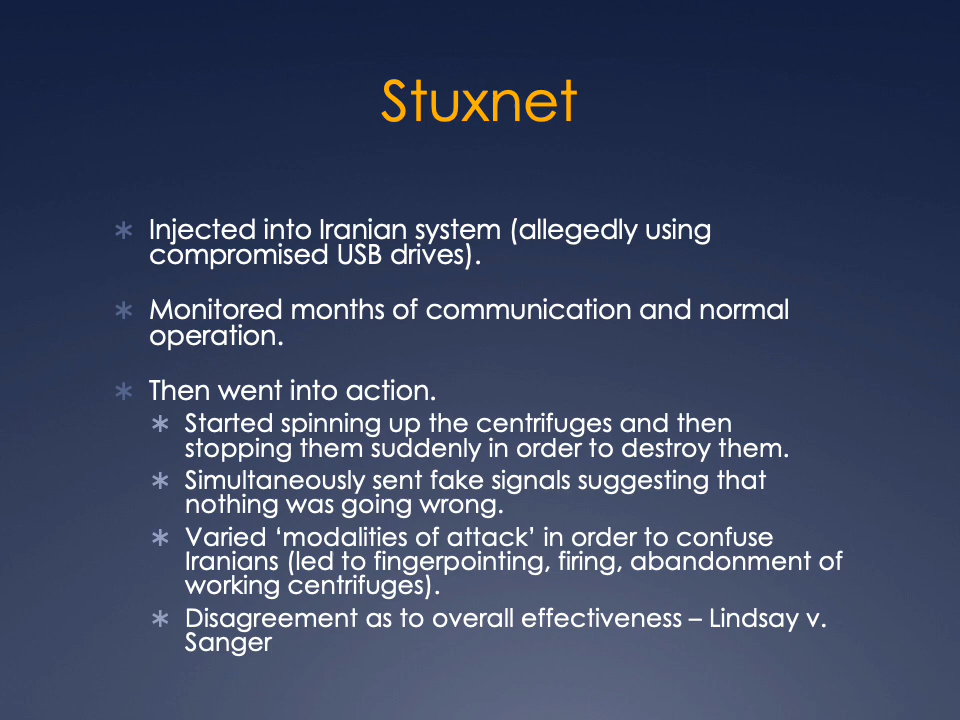 Stuxnet
Injected into Iranian system (allegedly using
compromised USB drives).
Monitored months of communication and normal
operation.
Then went into action.
Started spinning up the centrifuges and then
stopping them suddenly in order to destroy them.
Simultaneously sent fake signals suggesting that
nothing was going wrong.
Varied ‘modalities of attack’ in order to confuse
Iranians (led to fingerpointing, firing, abandonment of
working centrifuges).
Disagreement as to overall effectiveness – Lindsay v.
Sanger